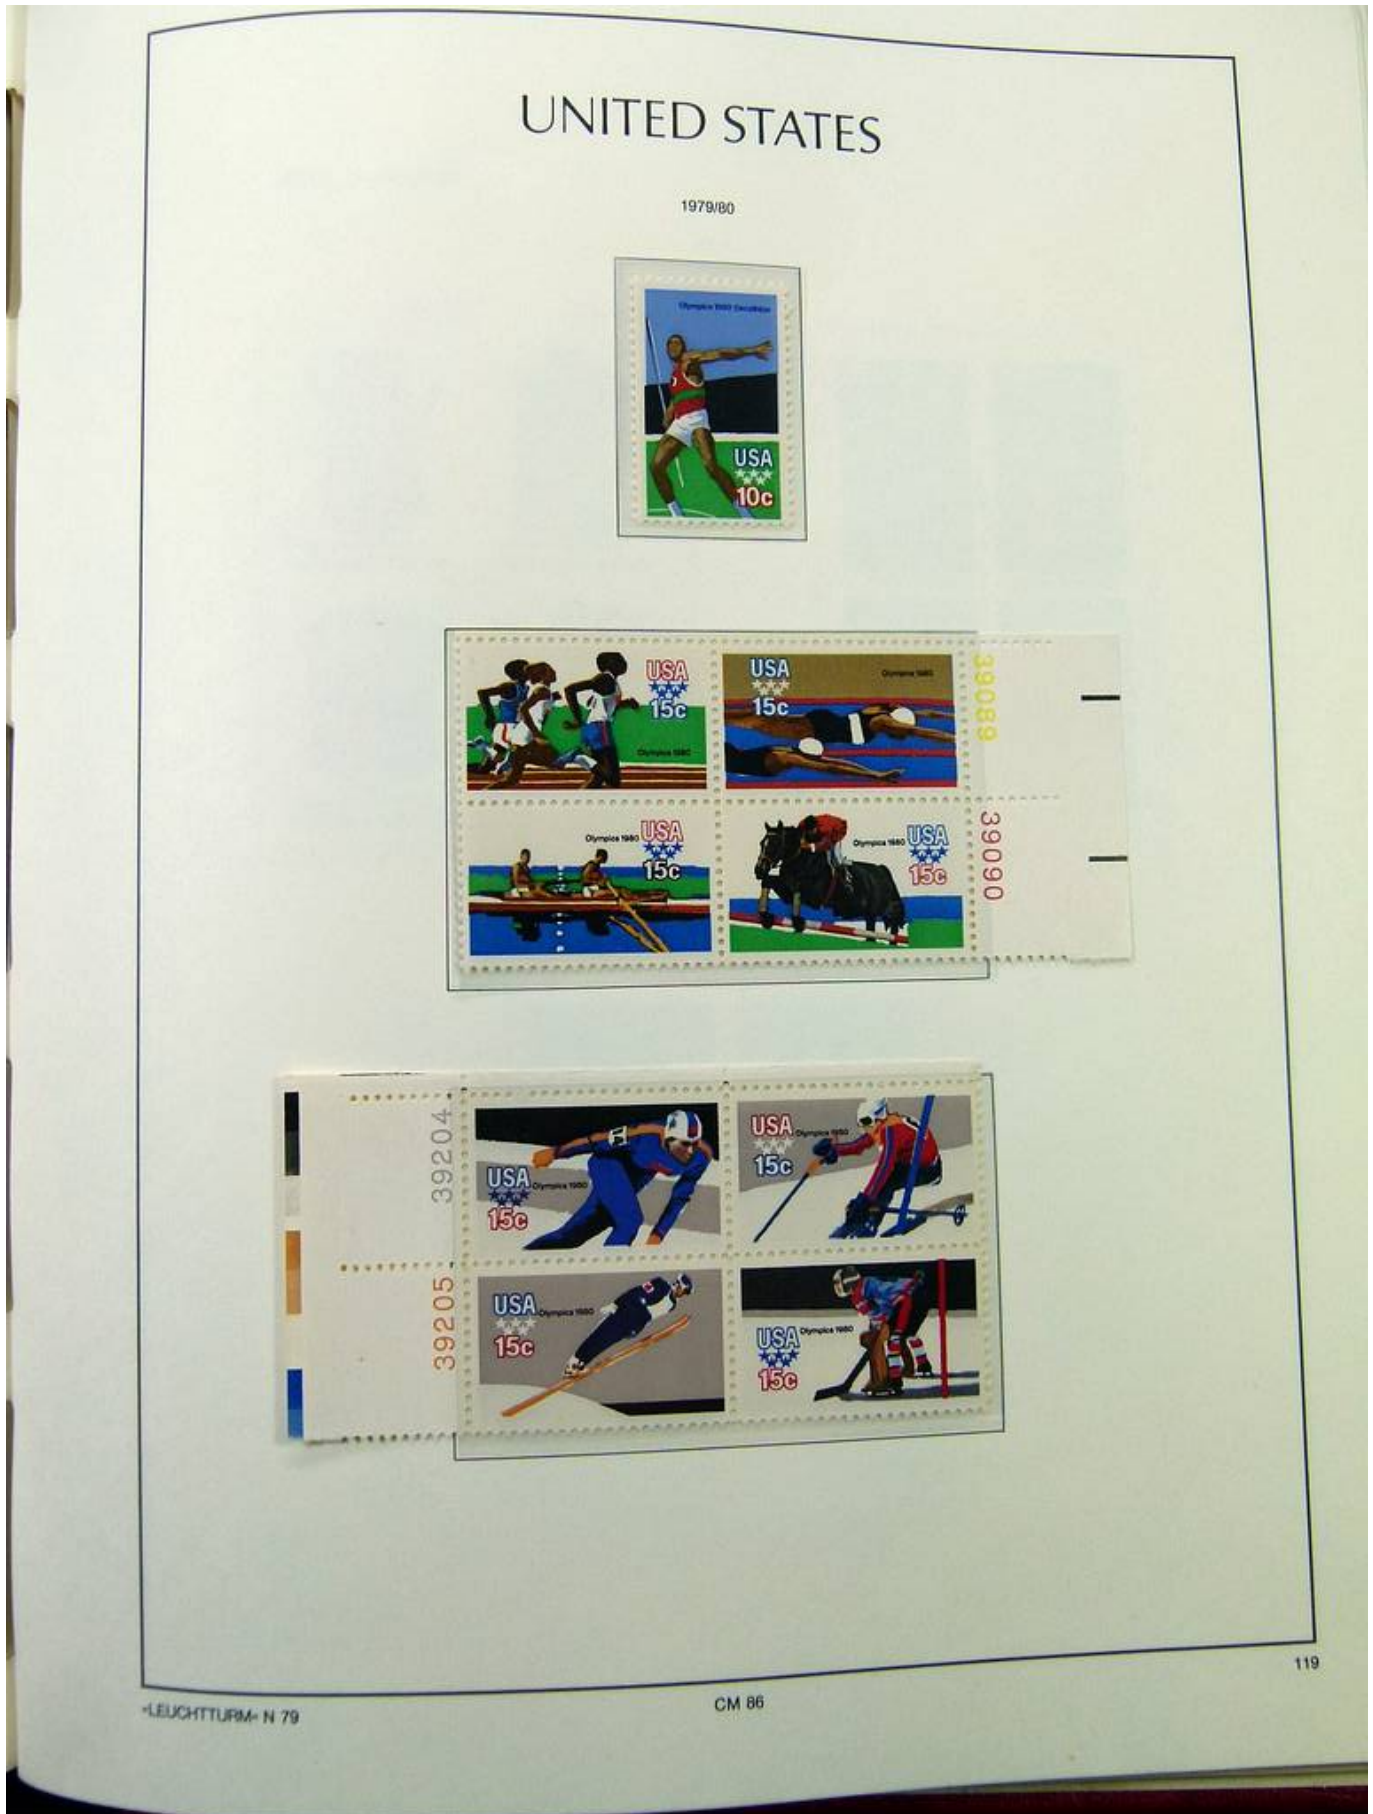 UNITED STATES
1979/80
Olympics 1980 Decathlon
USA
10c
USA
15c
Olympics 1980
USA
15c
Olympics 1980
39089
Olympics 1980
USA
15c
Olympics 1980
USA
15c
39090
39204
USA
Olympics 1980
15c
USA
Olympics 1980
15c
39205
USA
Olympics 1980
15c
USA
Olympics 1980
15c
119
»LEUCHTTURM« N 79
CM 86